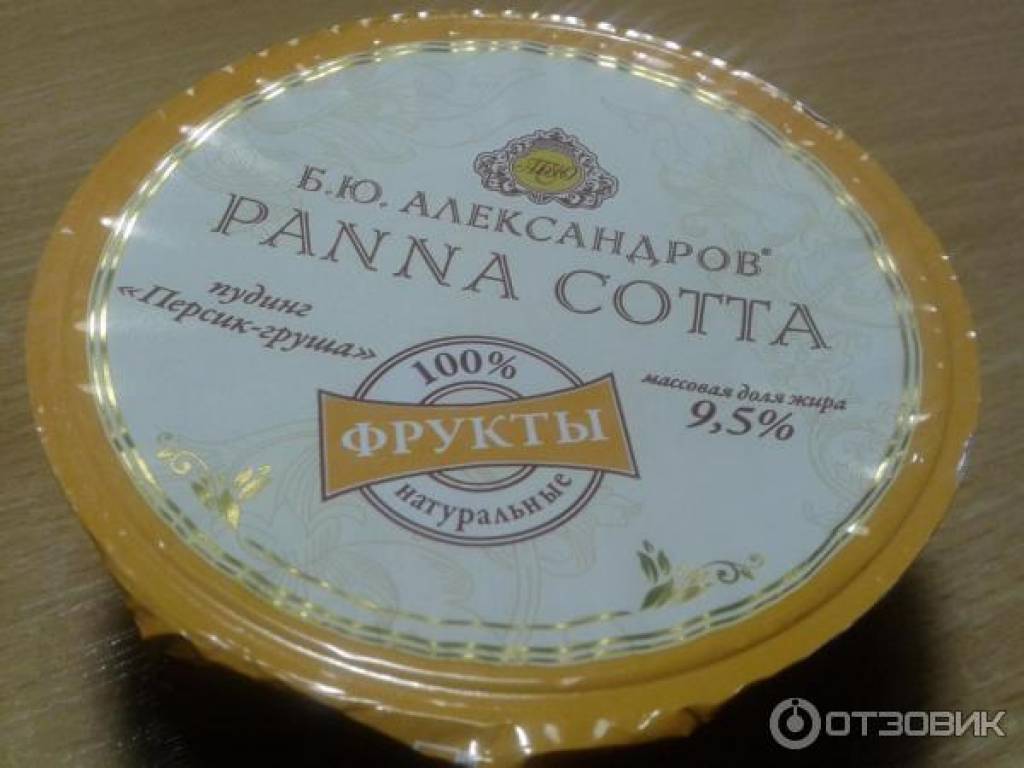 Б.Ю. АЛЕКСАНДРОВ®
PANNA COTTA
пудинг
«Персик-груша»
100%
ФРУКТЫ
натуральные
массовая доля жира
9,5%
ОТЗОВИК